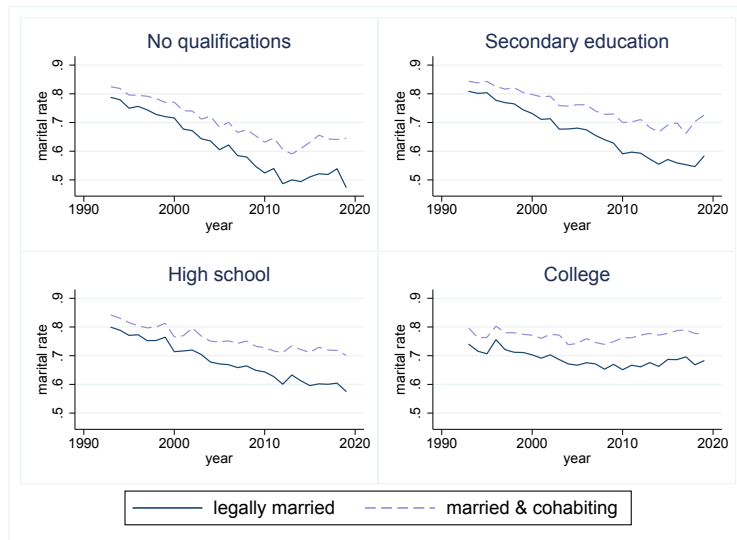 No qualifications
marital rate
.5 .6 .7 .8 .9
1990 2000 2010 2020
year
Secondary education
marital rate
.5 .6 .7 .8 .9
1990 2000 2010 2020
year
High school
marital rate
.5 .6 .7 .8 .9
1990 2000 2010 2020
year
College
marital rate
.5 .6 .7 .8 .9
1990 2000 2010 2020
year
legally married married & cohabiting